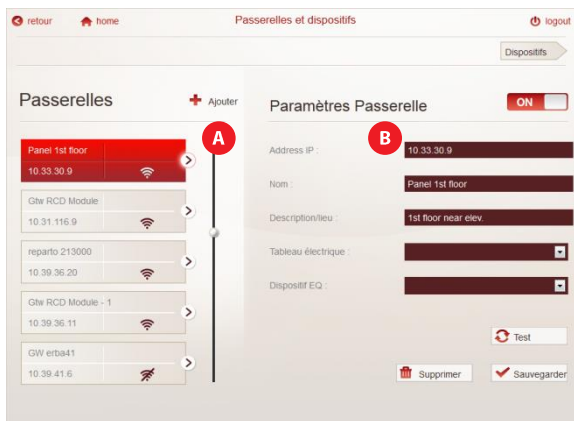 retour
home
Passerelles et dispositifs
logout
Dispositifs
Passerelles
Ajouter
A
Panel 1st floor
10.33.30.9
Gtw RCD Module
10.31.116.9
reparto 213000
10.39.36.20
Gtw RCD Module - 1
10.39.36.11
GW erba41
10.39.41.6
Paramètres Passerelle
ON
B
Address IP :
10.33.30.9
Nom :
Panel 1st floor
Description/lieu :
1st floor near elev.
Tableau électrique :
Dispositif EQ :
Test
Supprimer
Sauvegarder